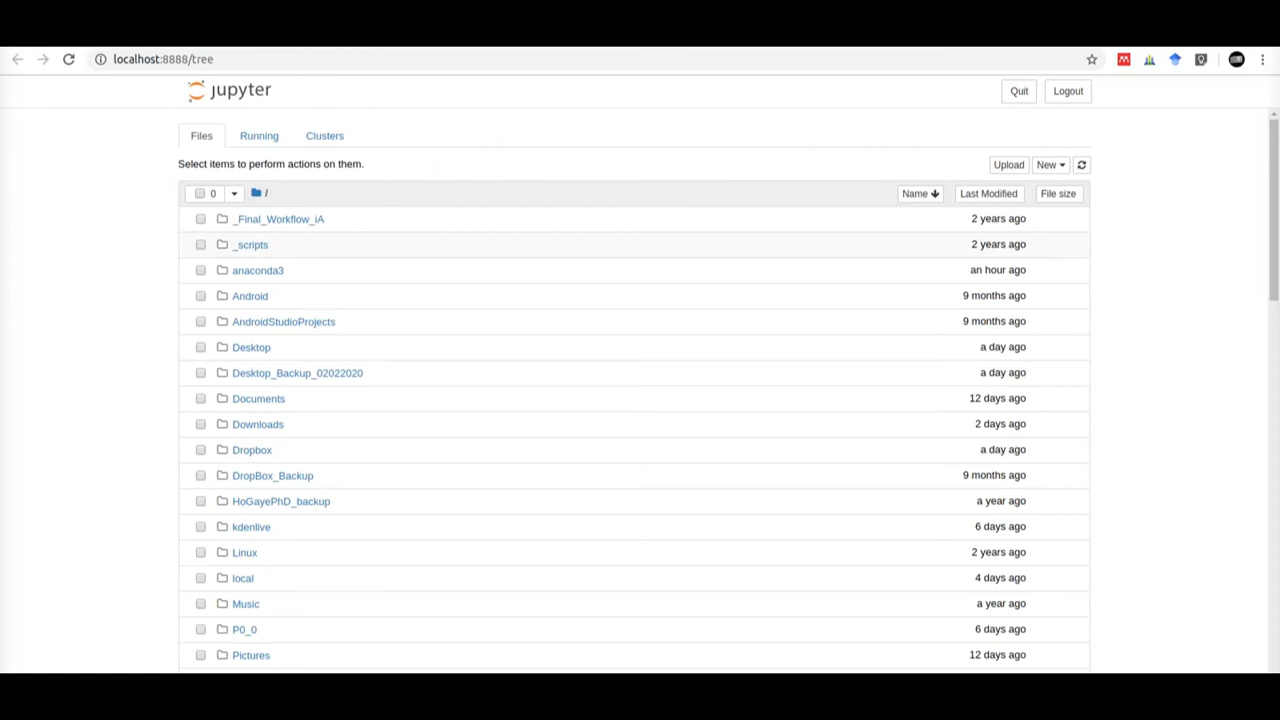 localhost:8888/tree
jupyter
Quit Logout
Files Running Clusters
Select items to perform actions on them.
Upload New
0 / Name Last Modified File size
_Final_Workflow_iA 2 years ago
_scripts 2 years ago
anaconda3 an hour ago
Android 9 months ago
AndroidStudioProjects 9 months ago
Desktop a day ago
Desktop_Backup_02022020 a day ago
Documents 12 days ago
Downloads 2 days ago
Dropbox a day ago
DropBox_Backup 9 months ago
HoGayePhD_backup a year ago
kdenlive 6 days ago
Linux 2 years ago
local 4 days ago
Music a year ago
P0_0 6 days ago
Pictures 12 days ago